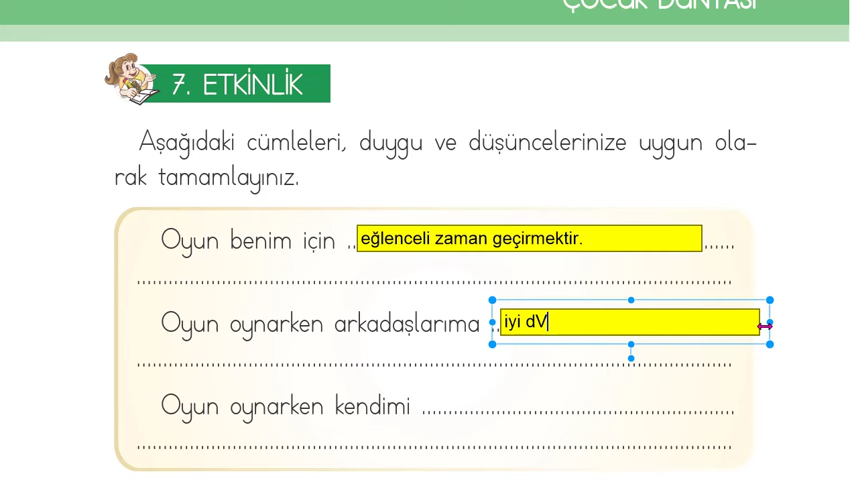 ÇOCUK DÜNYASI
7. ETKİNLİK
Aşağıdaki cümleleri, duygu ve düşüncelerinize uygun ola-
rak tamamlayınız.
Oyun benim için .. eğlenceli zaman geçirmektir. ......
Oyun oynarken arkadaşlarıma .. iyi dV
Oyun oynarken kendimi ............................................................